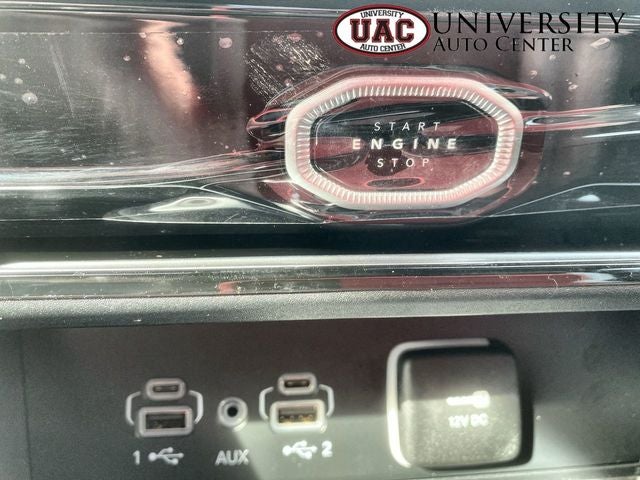 UNIVERSITY
UAC
AUTO CENTER
UNIVERSITY
AUTO CENTER
START
ENGINE
STOP
1
AUX
2
12V DC